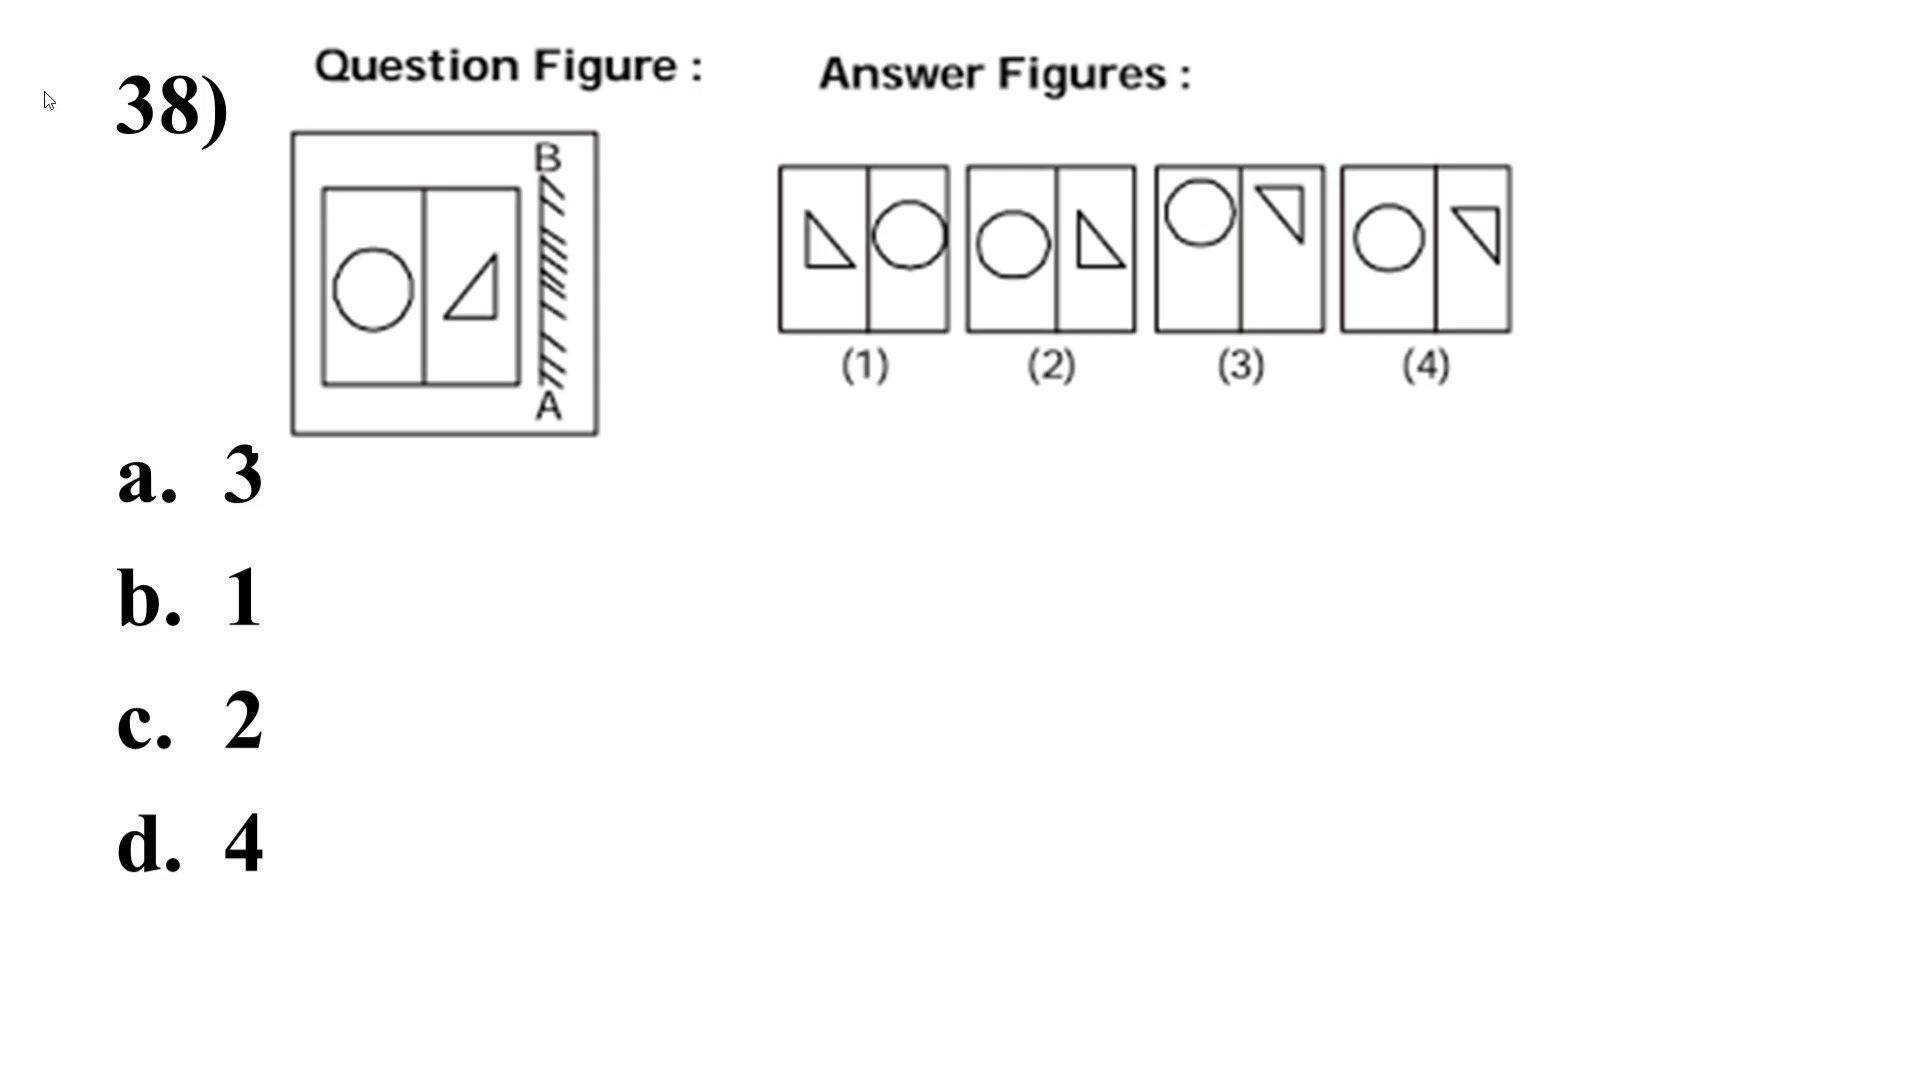 38)
Question Figure :
Answer Figures :
B
A
(1) (2) (3) (4)
a. 3
b. 1
c. 2
d. 4